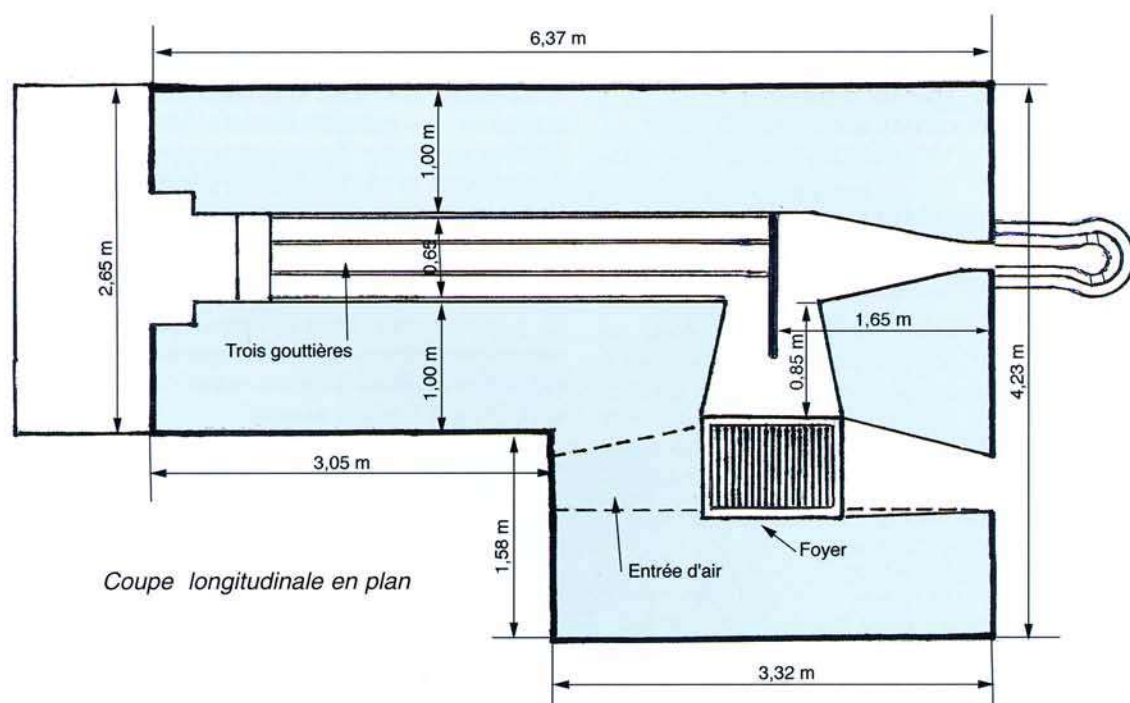 6,37 m
1,00 m
2,65 m
0,65
Trois gouttières
1,65 m
0,85 m
4,23 m
1,00 m
3,05 m
1,58 m
Entrée d'air
Foyer
Coupe longitudinale en plan
3,32 m